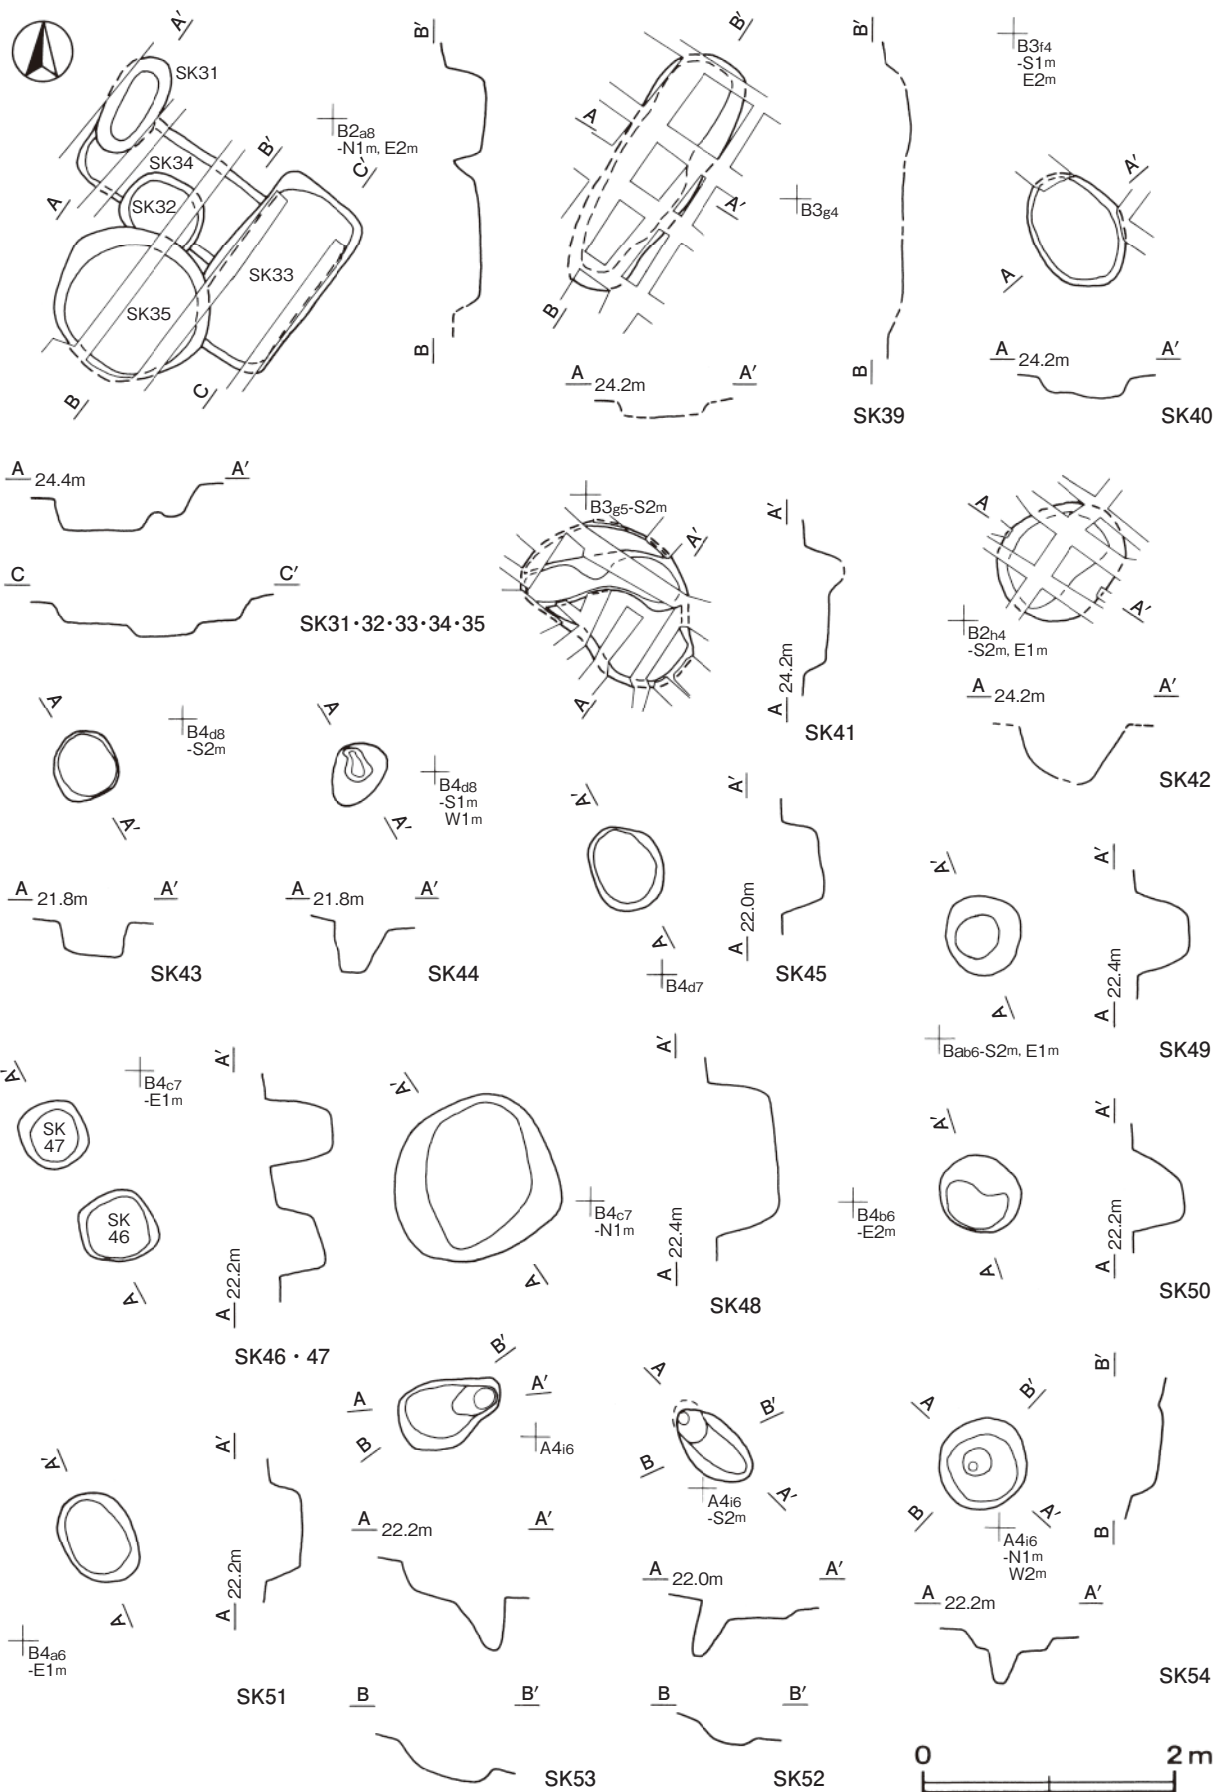 A'
SK31
B2a8
-N1m, E2m
B'
C'
SK34
A
SK32
SK33
SK35
B
C
B'
B
B'
A
B3g4
A'
B
A 24.2m A'
B'
B
SK39
B3f4
-S1m
E2m
A'
A
A 24.2m A'
SK40
A 24.4m A'
C C'
SK31・32・33・34・35
B3g5-S2m
A'
A
A'
A 24.2m
SK41
A
A'
B2h4
-S2m, E1m
A 24.2m A'
SK42
A
B4d8
-S2m
A'
A 21.8m A'
SK43
A
B4d8
-S1m
W1m
A'
A 21.8m A'
SK44
A'
A
B4d7
A'
A 22.0m
SK45
A'
A
Bab6-S2m, E1m
A'
A 22.4m
SK49
A'
B4c7
-E1m
SK
47
SK
46
A
A'
A 22.2m
SK46・47
A'
B4c7
-N1m
A
A'
A 22.4m
SK48
B4b6
-E2m
A'
A
A'
A 22.2m
SK50
A'
A
B4a6
-E1m
A'
A 22.2m
SK51
B'
A A'
B
A4i6
A 22.2m A'
B B'
SK53
A
B'
B
A4i6
-S2m
A'
A 22.0m A'
B B'
SK52
A
B'
B
A'
A4i6
-N1m
W2m
B'
B
A 22.2m A'
SK54
0 2m